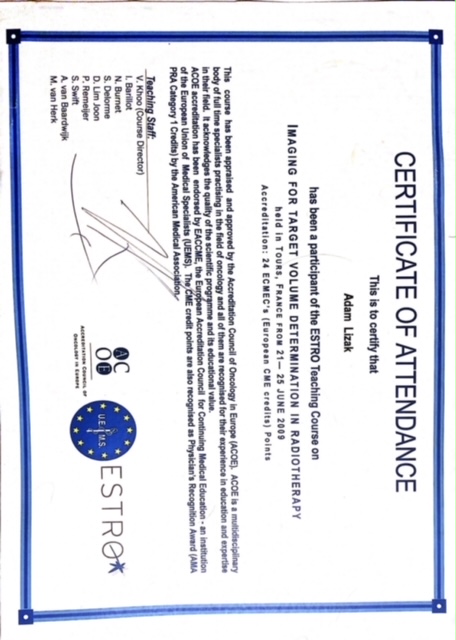 CERTIFICATE OF ATTENDANCE
This is to certify that
Adam Lizak
has been a participant of the ESTRO Teaching Course on
IMAGING FOR TARGET VOLUME DETERMINATION IN RADIOTHERAPY
held in TOURS, FRANCE FROM 21— 25 JUNE 2009
Accreditation: 24 ECMEC's (European CME credits) Points
This course has been appraised and approved by the Accreditation Council of Oncology in Europe (ACOE). ACOE is a multidisciplinary
body of full time specialists practising in the field of oncology and all of them are recognised for their experience in education and expertise
in their field. It acknowledges the quality of the scientific programme and its educational value.
ACOE accreditation has been endorsed by EACCME, the European Accreditation Council for Continuing Medical Education - an institution
of the European Union of Medical Specialists (UEMS). The CME credit points are also recognised as Physician's Recognition Award (AMA
PRA Category 1 Credits) by the American Medical Association.
Teaching Staff:
V. Khoo (Course Director)
I. Barillot
N. Burnet
S. Delorme
D. Lim Joon
P. Remeijer
S. Swift
A. van Baardwijk
M. van Herk
AC
OE
ACCREDITATION COUNCIL OF
ONCOLOGY IN EUROPE
U.E.M.S.
ESTRO